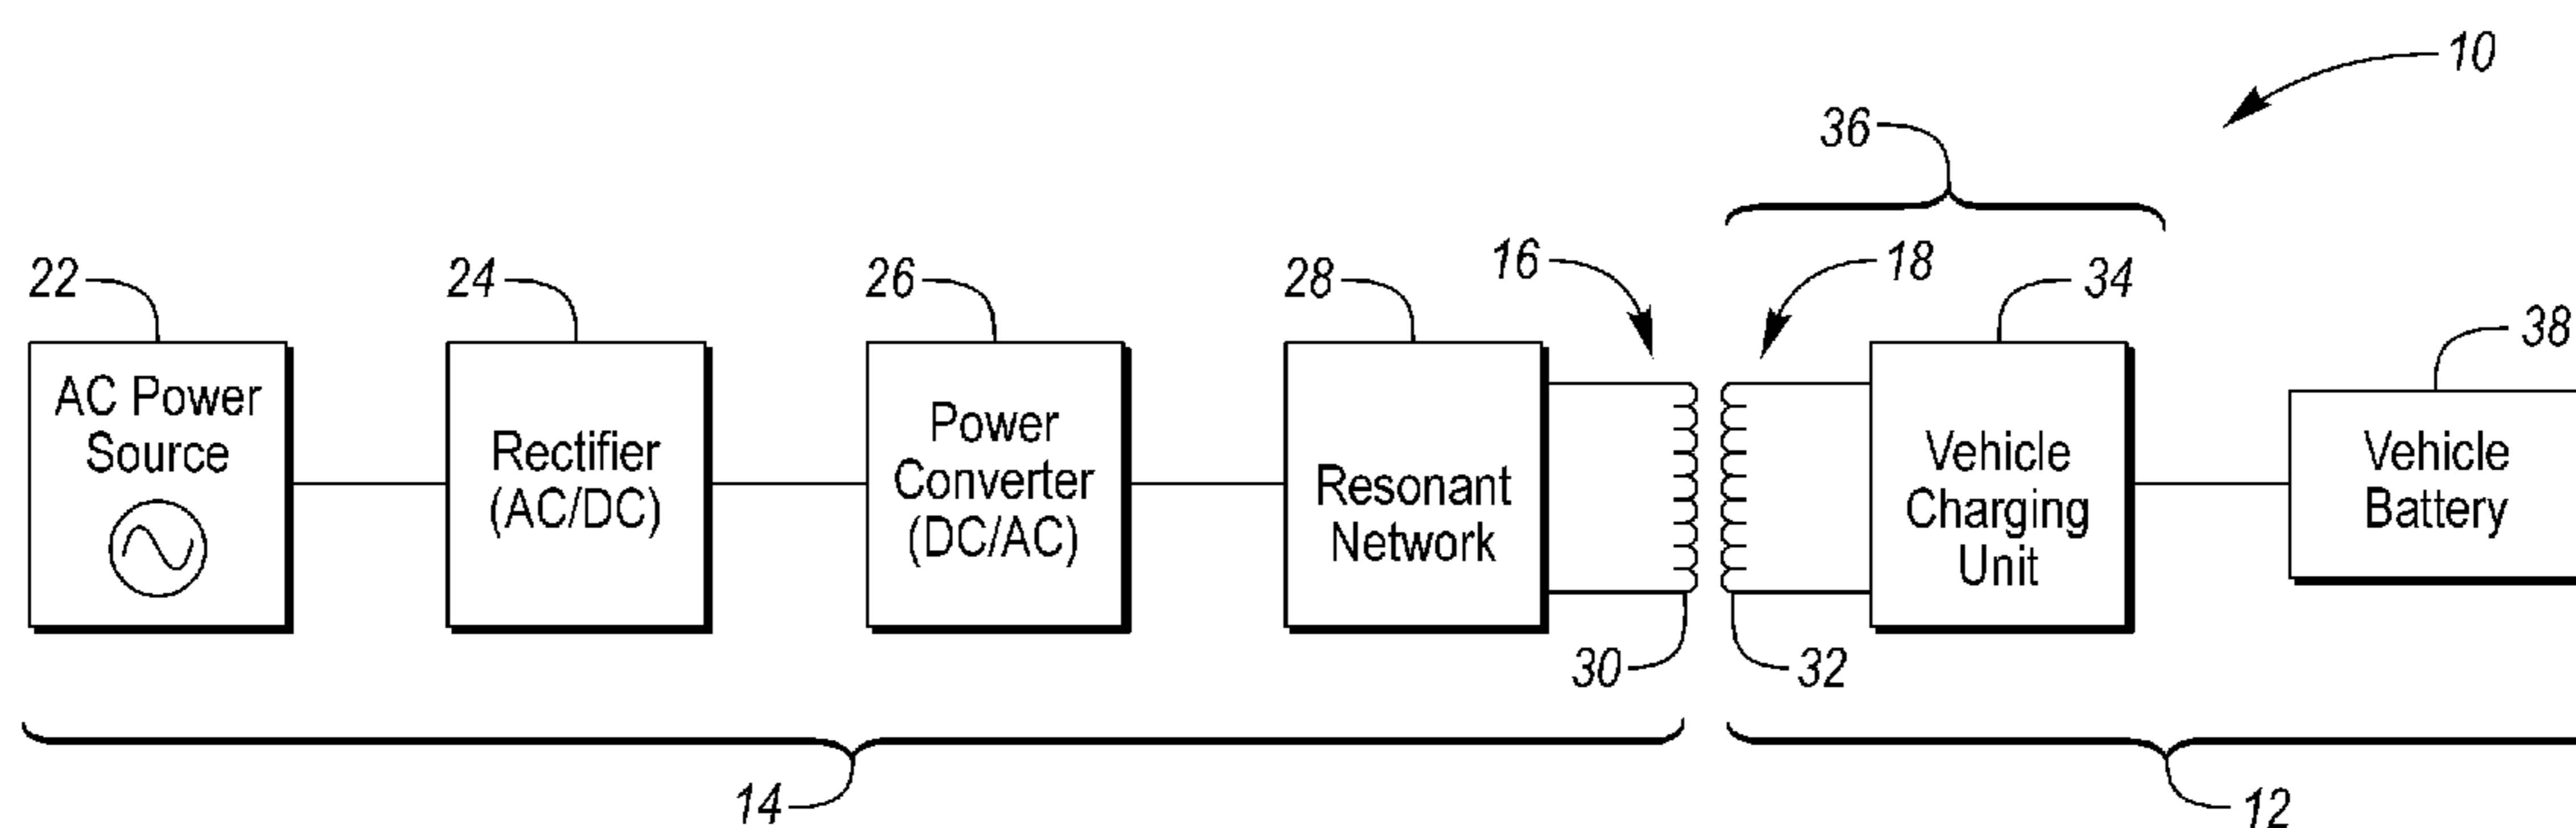 10
36
16
18
22
24
26
28
34
38
AC Power
Source
Rectifier
(AC/DC)
Power
Converter
(DC/AC)
Resonant
Network
Vehicle
Charging
Unit
Vehicle
Battery
30
32
14
12